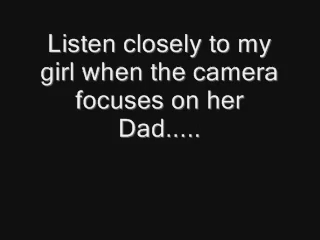 Listen closely to my
girl when the camera
focuses on her
Dad.....